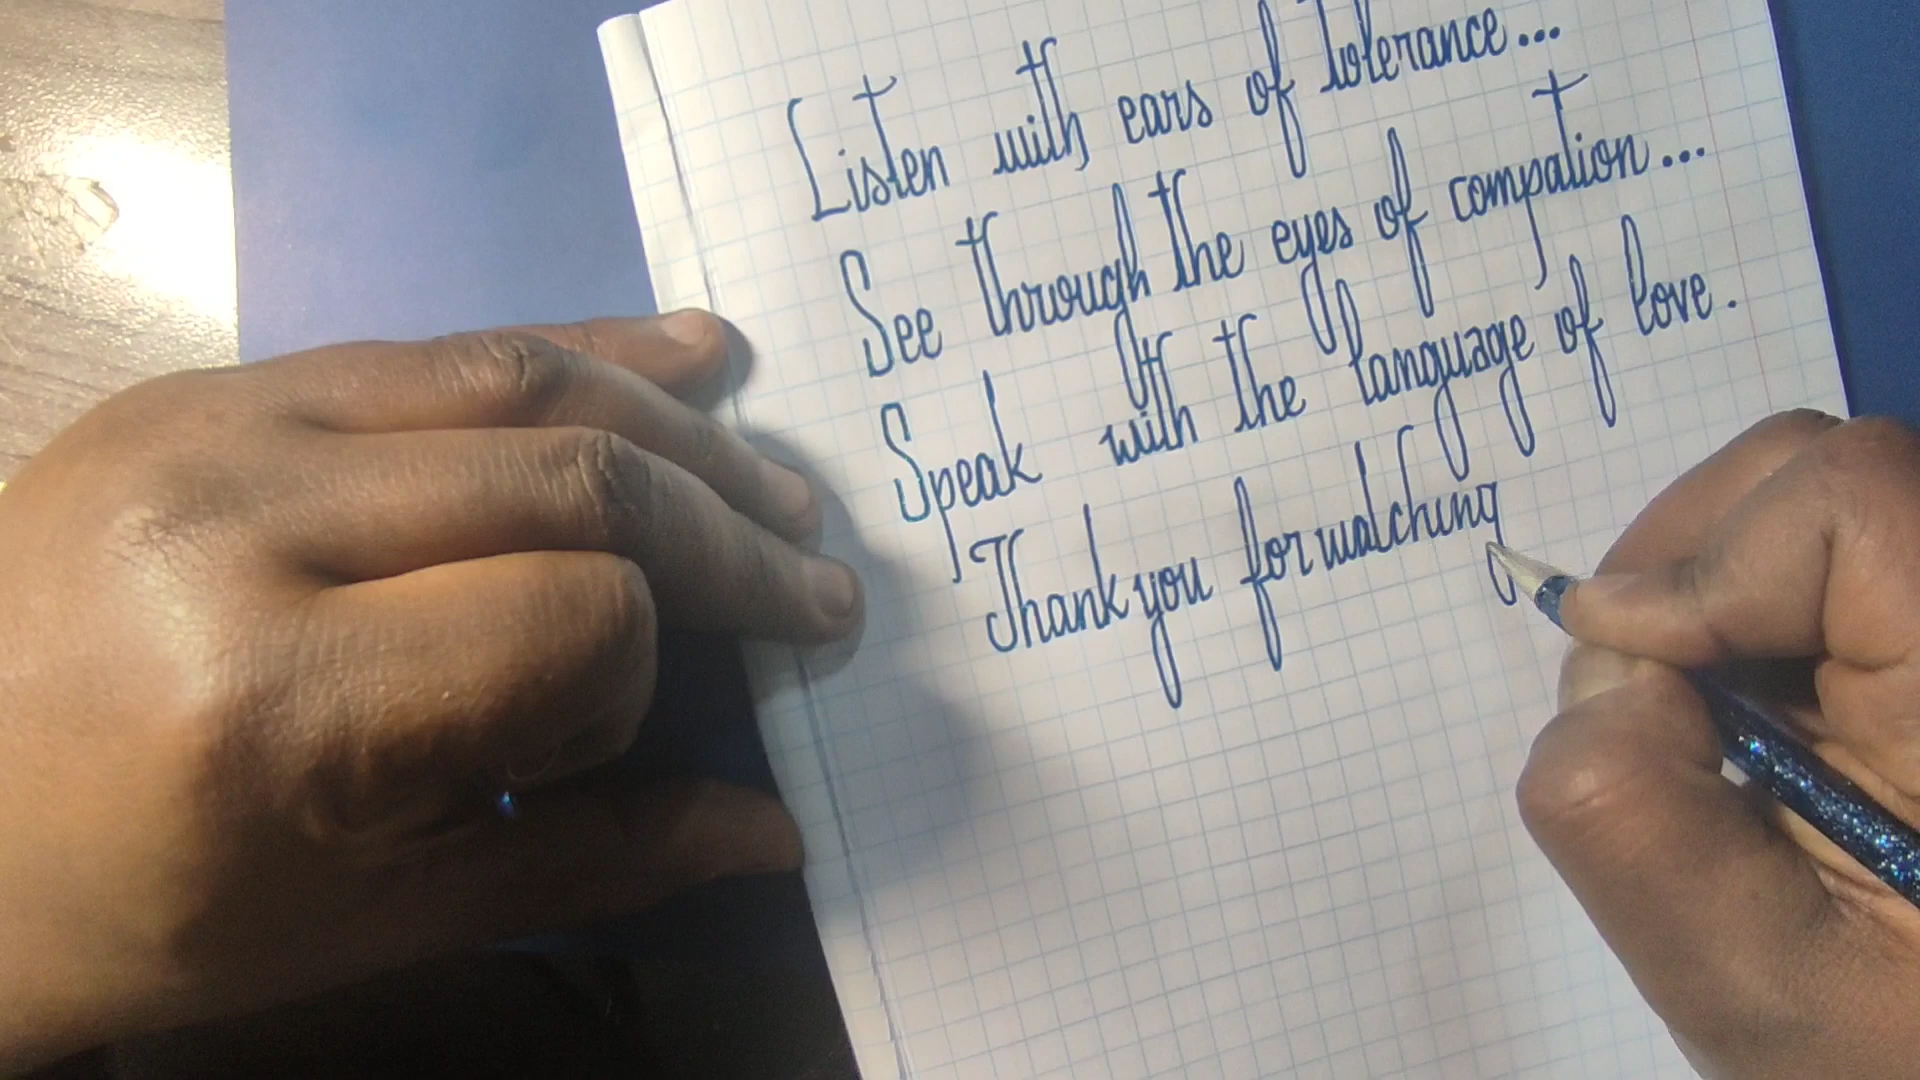 Listen with ears of tolerance...
See through the eyes of compation...
Speak with the language of love.
Thank you for watching